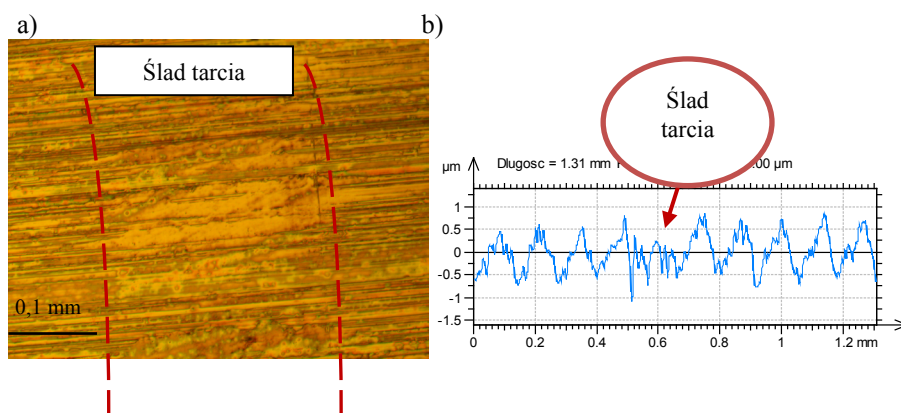 a)
Ślad tarcia
0,1 mm
b)
Ślad
tarcia
Dlugosc = 1.31 mm
00 µm
µm
1
0.5
0
-0.5
-1
-1.5
0
0.2
0.4
0.6
0.8
1
1.2 mm